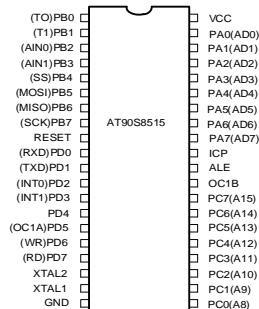 (TO)PB0 VCC
(T1)PB1 PA0(AD0)
(AIN0)PB2 PA1(AD1)
(AIN1)PB3 PA2(AD2)
(SS)PB4 PA3(AD3)
(MOSI)PB5 PA4(AD4)
(MISO)PB6 PA5(AD5)
(SCK)PB7 AT90S8515 PA6(AD6)
RESET PA7(AD7)
(RXD)PD0 ICP
(TXD)PD1 ALE
(INT0)PD2 OC1B
(INT1)PD3 PC7(A15)
PD4 PC6(A14)
(OC1A)PD5 PC5(A13)
(WR)PD6 PC4(A12)
(RD)PD7 PC3(A11)
XTAL2 PC2(A10)
XTAL1 PC1(A9)
GND PC0(A8)